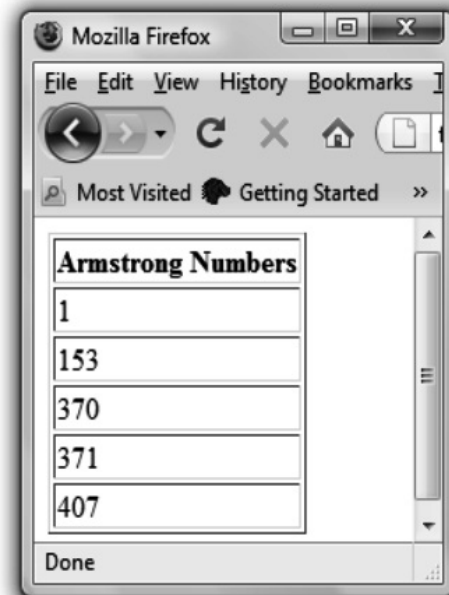 Mozilla Firefox
File Edit View History Bookmarks T
Most Visited Getting Started »
Armstrong Numbers
1
153
370
371
407
Done